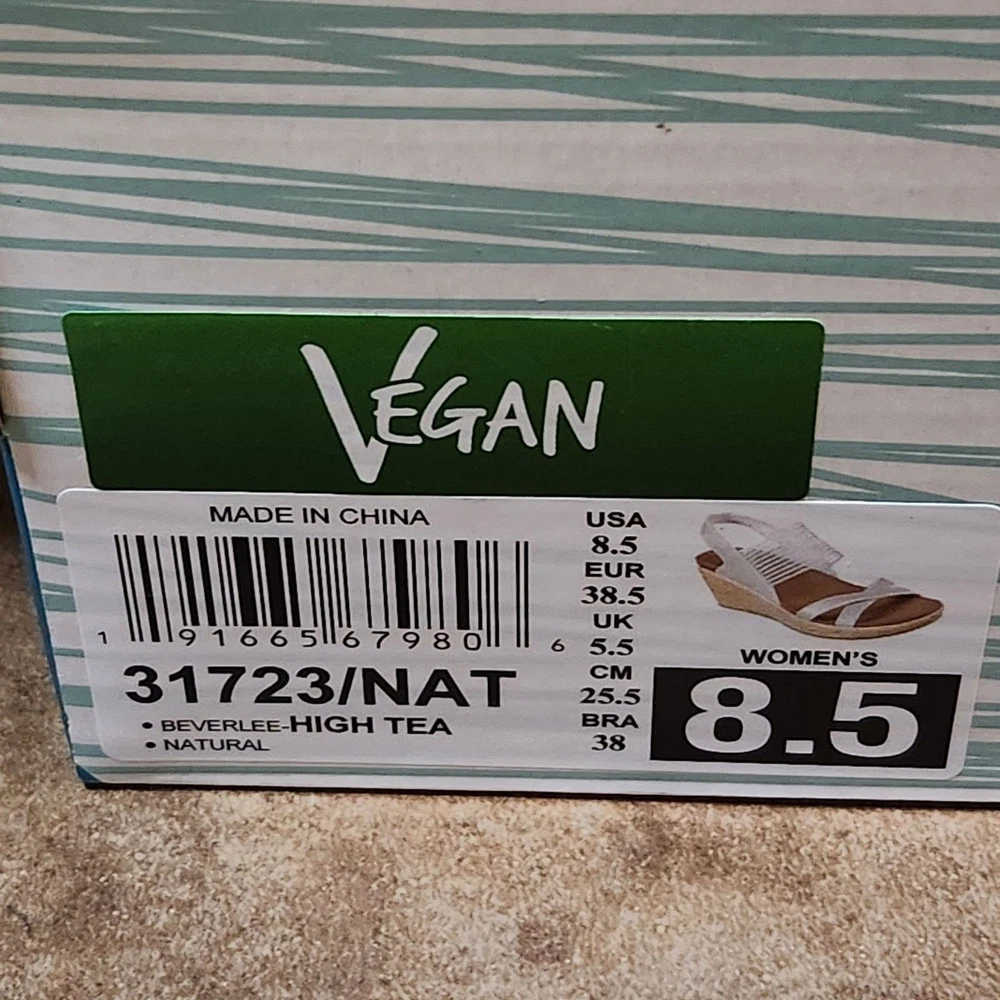 VEGAN
MADE IN CHINA
1 91665 67980 6
31723/NAT
• BEVERLEE-HIGH TEA
• NATURAL
USA
8.5
EUR
38.5
UK
5.5
CM
25.5
BRA
38
WOMEN'S
8.5